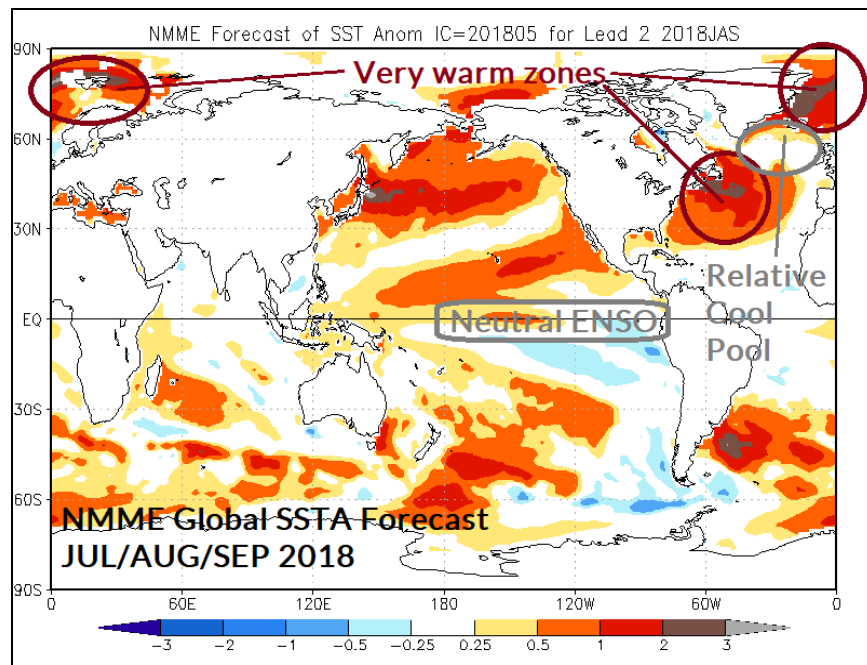 NMME Forecast of SST Anom IC=201805 for Lead 2 2018JAS
90N
Very warm zones
60N
30N
Relative
Cool
Pool
EQ
Neutral ENSO
30S
60S
NMME Global SSTA Forecast
JUL/AUG/SEP 2018
90S
0 60E 120E 180 120W 60W 0
-3 -2 -1 -0.5 -0.25 0.25 0.5 1 2 3